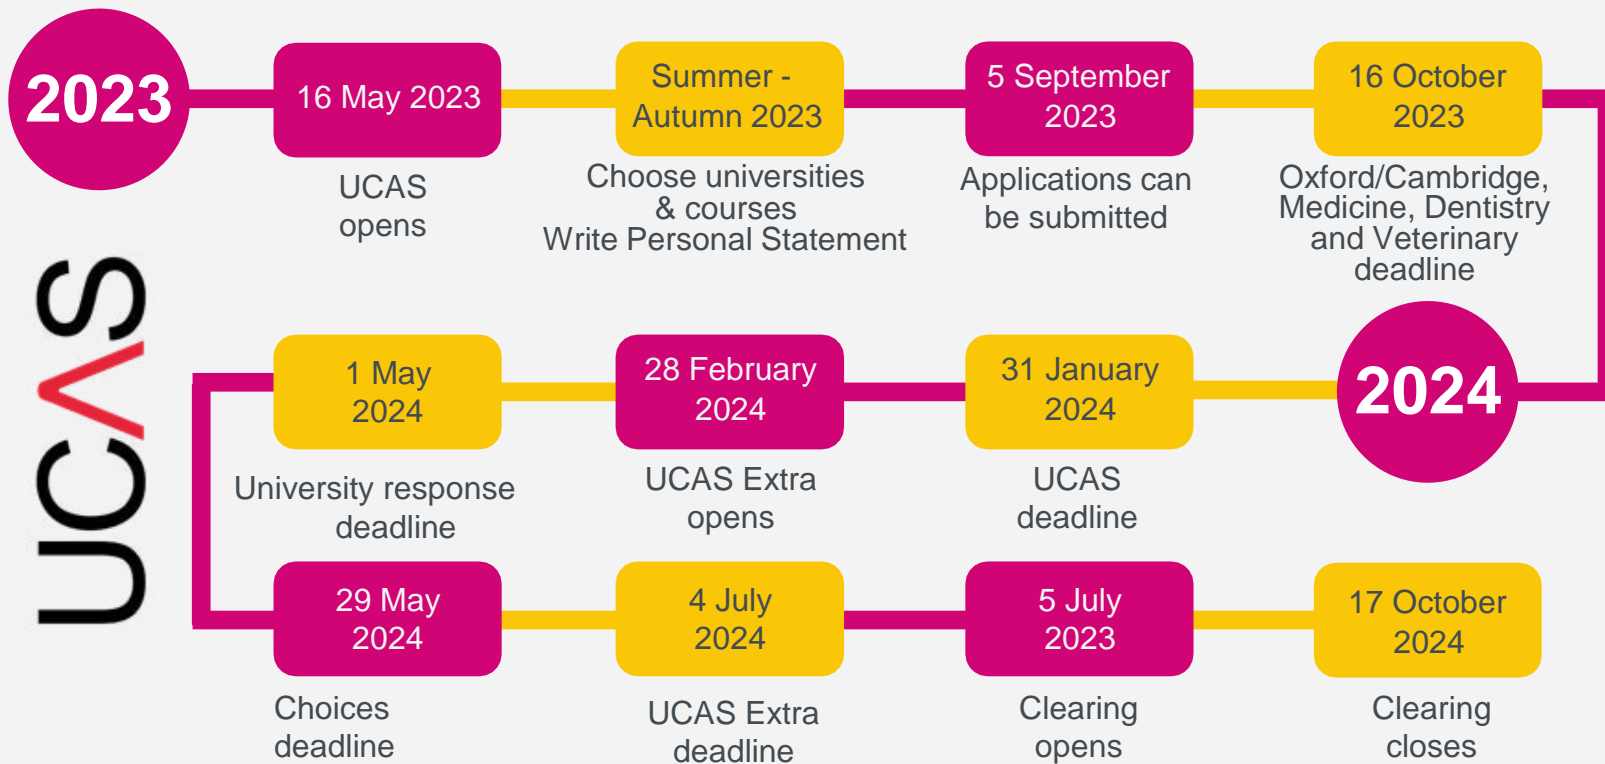 2023
16 May 2023
UCAS
opens
Summer -
Autumn 2023
Choose universities
& courses
Write Personal Statement
5 September
2023
Applications can
be submitted
16 October
2023
Oxford/Cambridge,
Medicine, Dentistry
and Veterinary
deadline
2024
31 January
2024
UCAS
deadline
28 February
2024
UCAS Extra
opens
1 May
2024
University response
deadline
29 May
2024
Choices
deadline
4 July
2024
UCAS Extra
deadline
5 July
2023
Clearing
opens
17 October
2024
Clearing
closes
UCAS